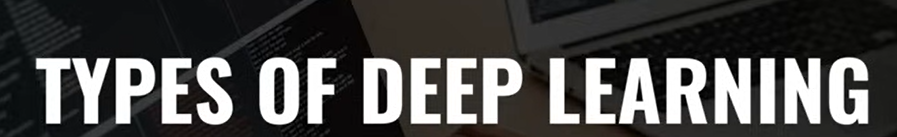 TYPES OF DEEP LEARNING